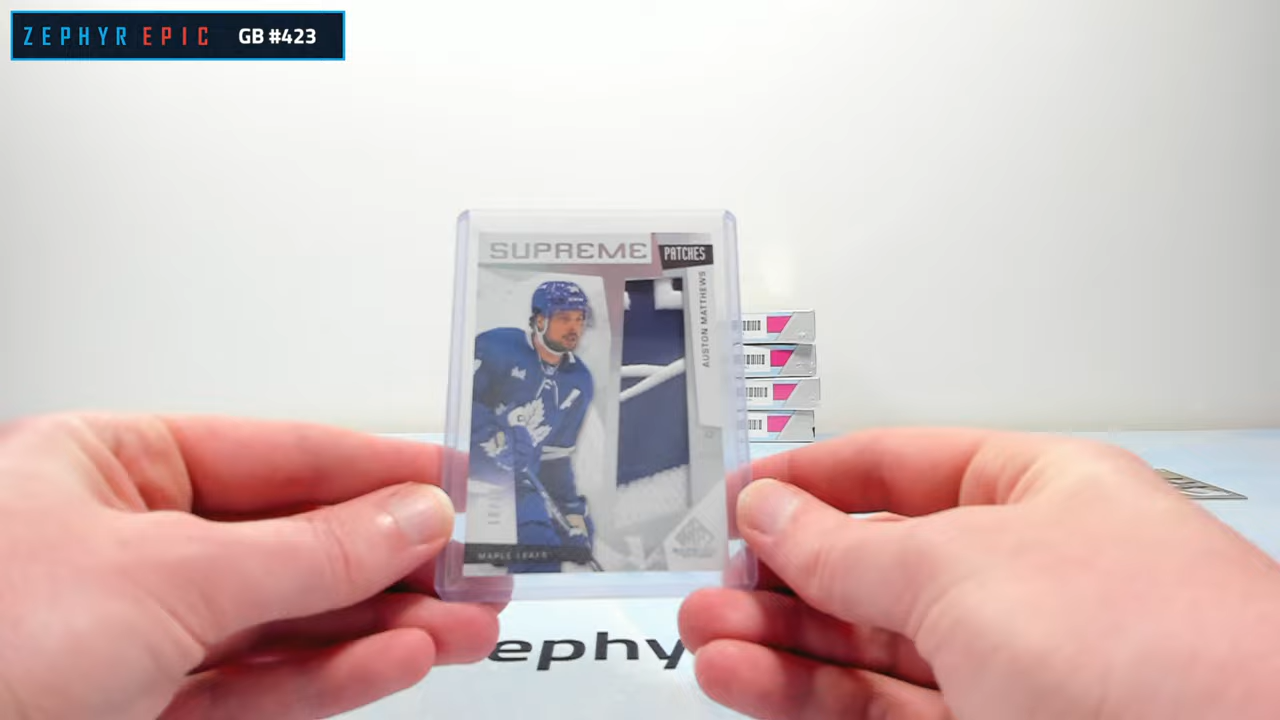 ZEPHYR EPIC GB #423
SUPREME PATCHES
AUSTON MATTHEWS
MAPLE LEAFS
ephy